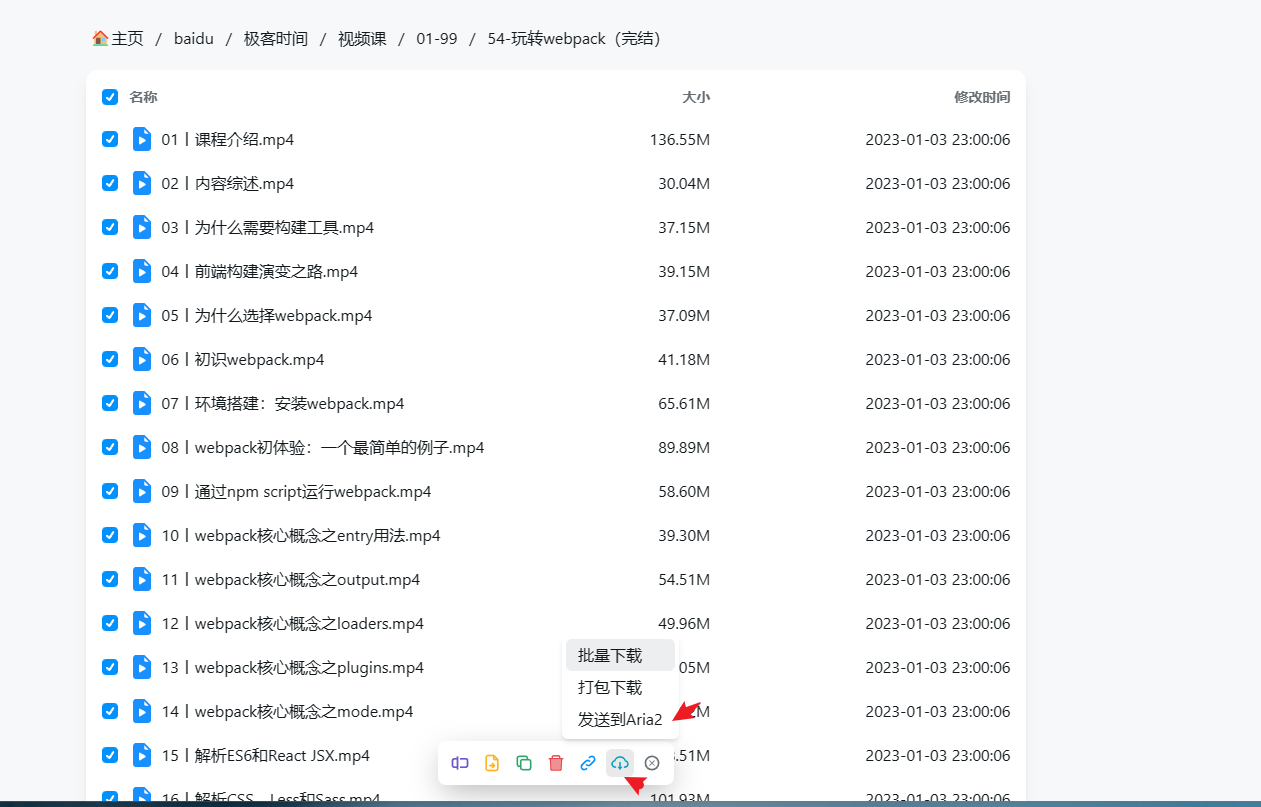 主页 / baidu / 极客时间 / 视频课 / 01-99 / 54-玩转webpack（完结）
名称 大小 修改时间
01丨课程介绍.mp4 136.55M 2023-01-03 23:00:06
02丨内容综述.mp4 30.04M 2023-01-03 23:00:06
03丨为什么需要构建工具.mp4 37.15M 2023-01-03 23:00:06
04丨前端构建演变之路.mp4 39.15M 2023-01-03 23:00:06
05丨为什么选择webpack.mp4 37.09M 2023-01-03 23:00:06
06丨初识webpack.mp4 41.18M 2023-01-03 23:00:06
07丨环境搭建：安装webpack.mp4 65.61M 2023-01-03 23:00:06
08丨webpack初体验：一个最简单的例子.mp4 89.89M 2023-01-03 23:00:06
09丨通过npm script运行webpack.mp4 58.60M 2023-01-03 23:00:06
10丨webpack核心概念之entry用法.mp4 39.30M 2023-01-03 23:00:06
11丨webpack核心概念之output.mp4 54.51M 2023-01-03 23:00:06
12丨webpack核心概念之loaders.mp4 49.96M 2023-01-03 23:00:06
批量下载
13丨webpack核心概念之plugins.mp4 05M 2023-01-03 23:00:06
打包下载
14丨webpack核心概念之mode.mp4 2023-01-03 23:00:06
发送到Aria2
15丨解析ES6和React JSX.mp4 .51M 2023-01-03 23:00:06
16丨解析CSS、Less和Sass.mp4 101.93M 2023-01-03 23:00:06